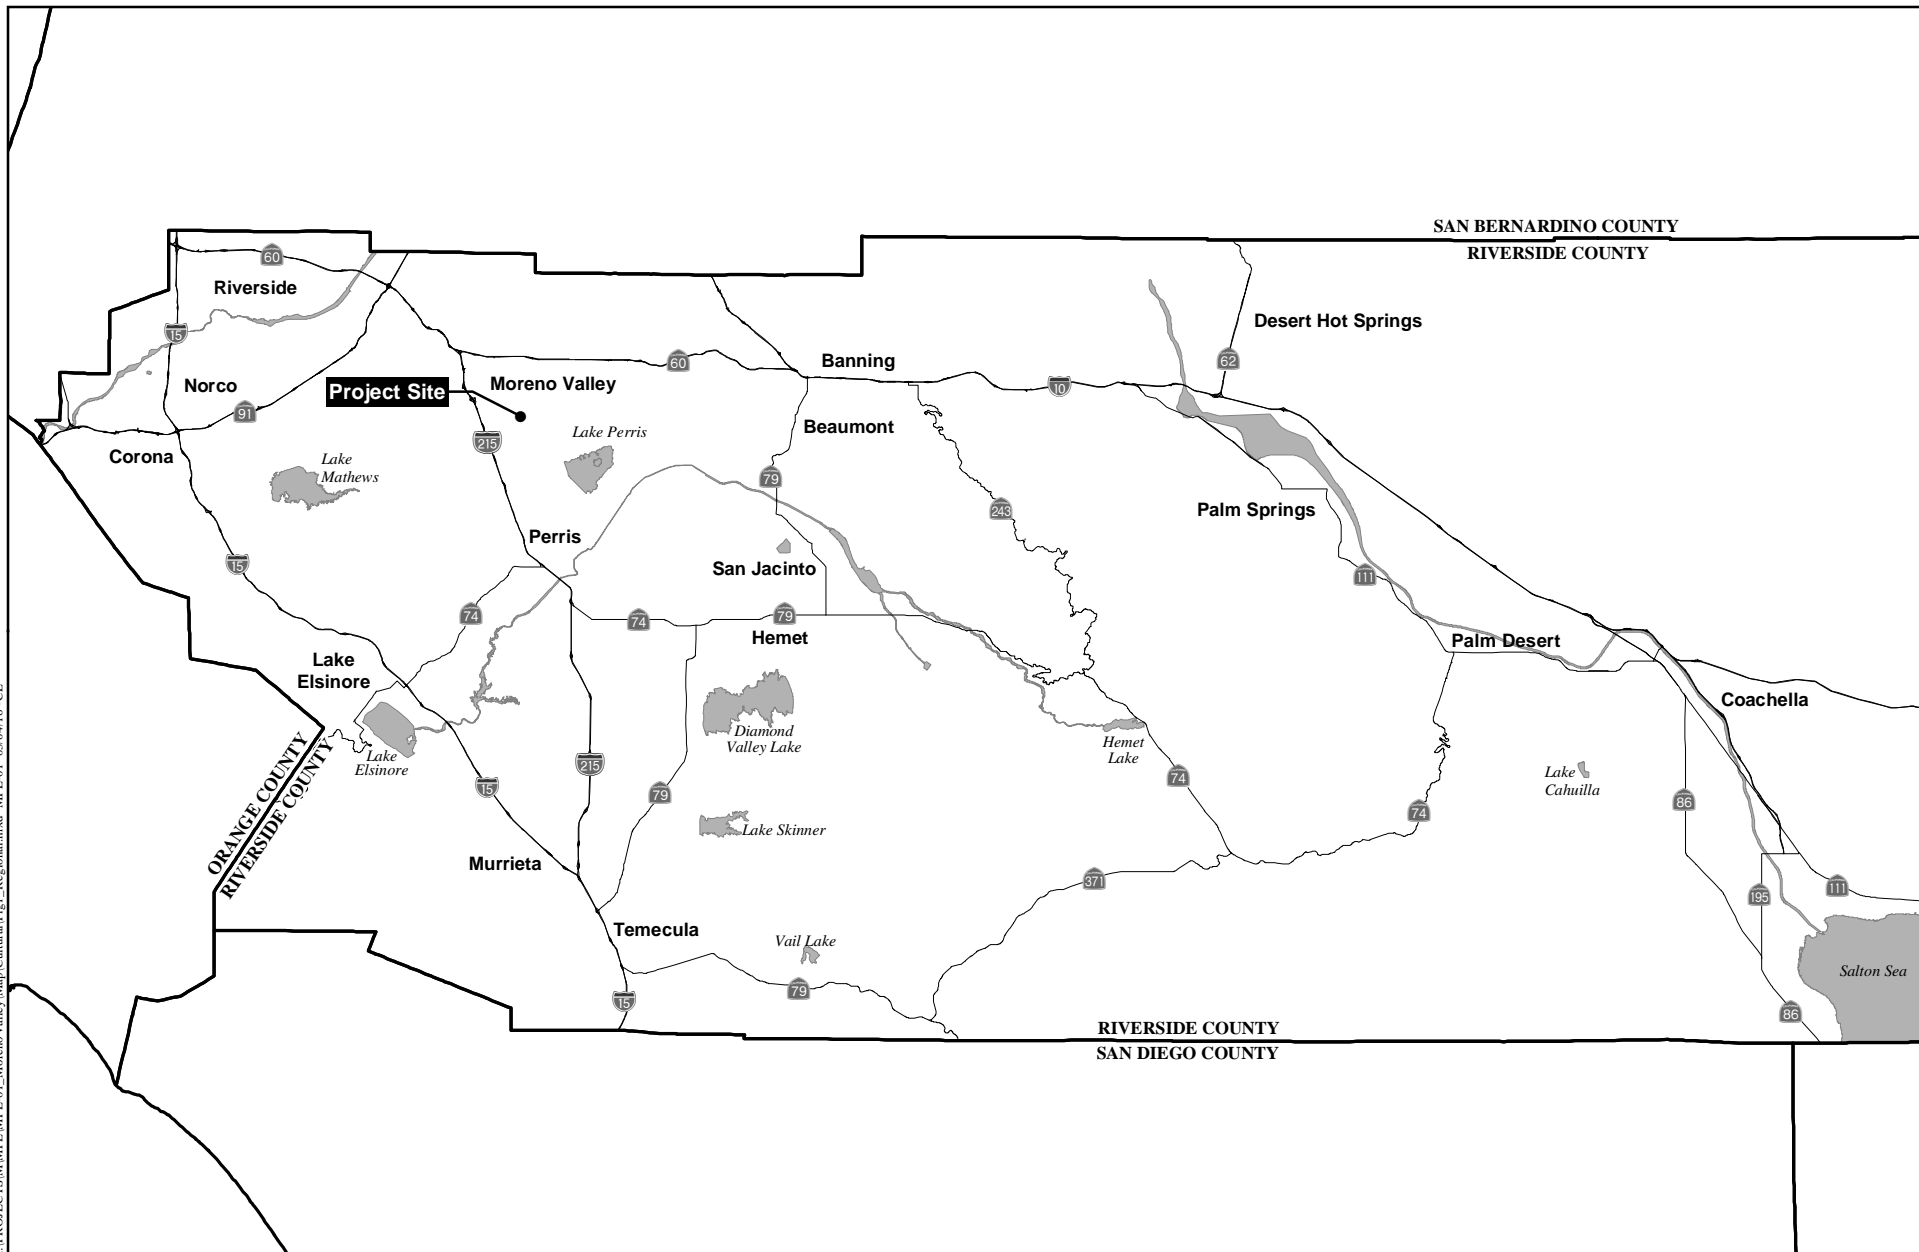 SAN BERNARDINO COUNTY
RIVERSIDE COUNTY
60
Riverside
Desert Hot Springs
15
62
60
Banning
Norco
Project Site
Moreno Valley
10
91
Beaumont
Lake Perris
215
Corona
Lake
Mathews
79
243
Palm Springs
Perris
15
San Jacinto
111
74
74
79
Hemet
Palm Desert
Lake
Elsinore
Coachella
Diamond
Valley Lake
Hemet
Lake
Lake
Elsinore
ORANGE COUNTY
RIVERSIDE COUNTY
215
74
Lake
Cahuilla
15
79
86
74
Lake Skinner
Murrieta
371
111
195
Temecula
Vail Lake
Salton Sea
79
15
86
RIVERSIDE COUNTY
SAN DIEGO COUNTY